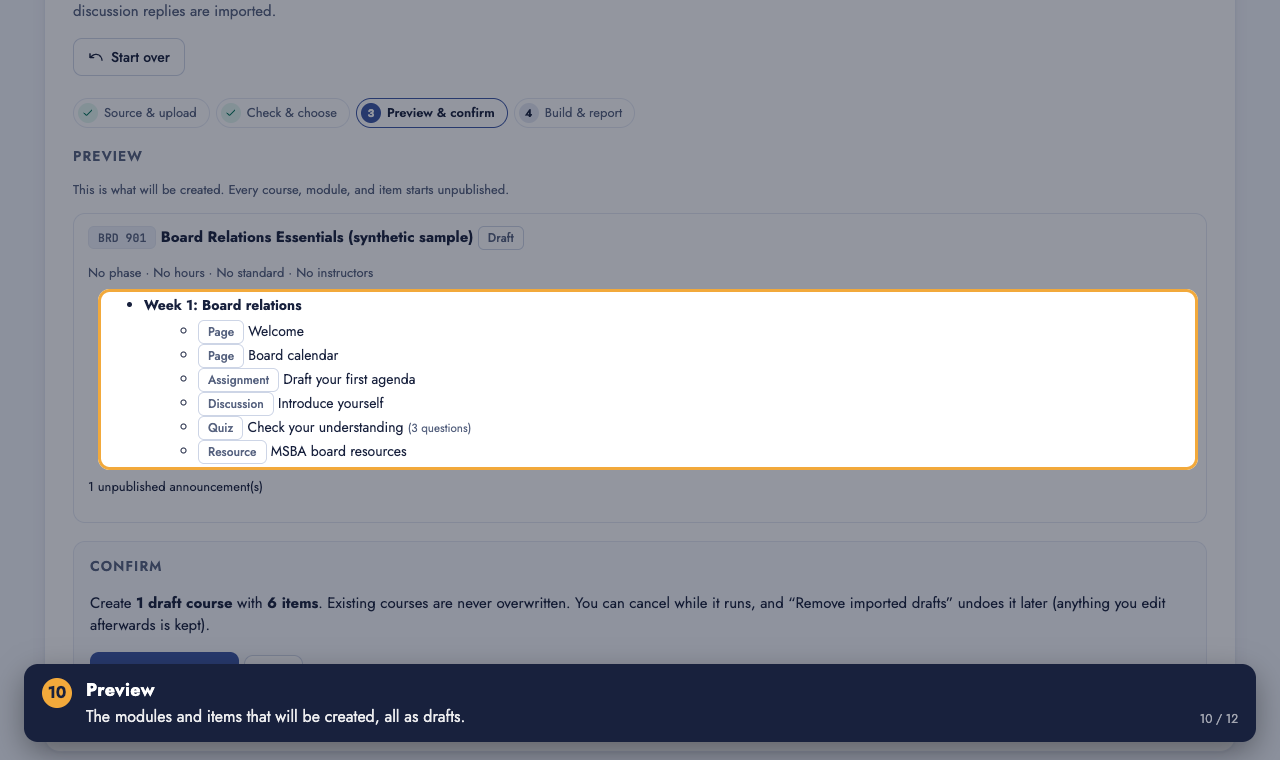 discussion replies are imported.
Start over
Source & upload
Check & choose
3 Preview & confirm
4 Build & report
PREVIEW
This is what will be created. Every course, module, and item starts unpublished.
BRD 901 Board Relations Essentials (synthetic sample) Draft
No phase · No hours · No standard · No instructors
Week 1: Board relations
Page Welcome
Page Board calendar
Assignment Draft your first agenda
Discussion Introduce yourself
Quiz Check your understanding (3 questions)
Resource MSBA board resources
1 unpublished announcement(s)
CONFIRM
Create 1 draft course with 6 items. Existing courses are never overwritten. You can cancel while it runs, and “Remove imported drafts” undoes it later (anything you edit
afterwards is kept).
10 Preview
The modules and items that will be created, all as drafts.
10 / 12